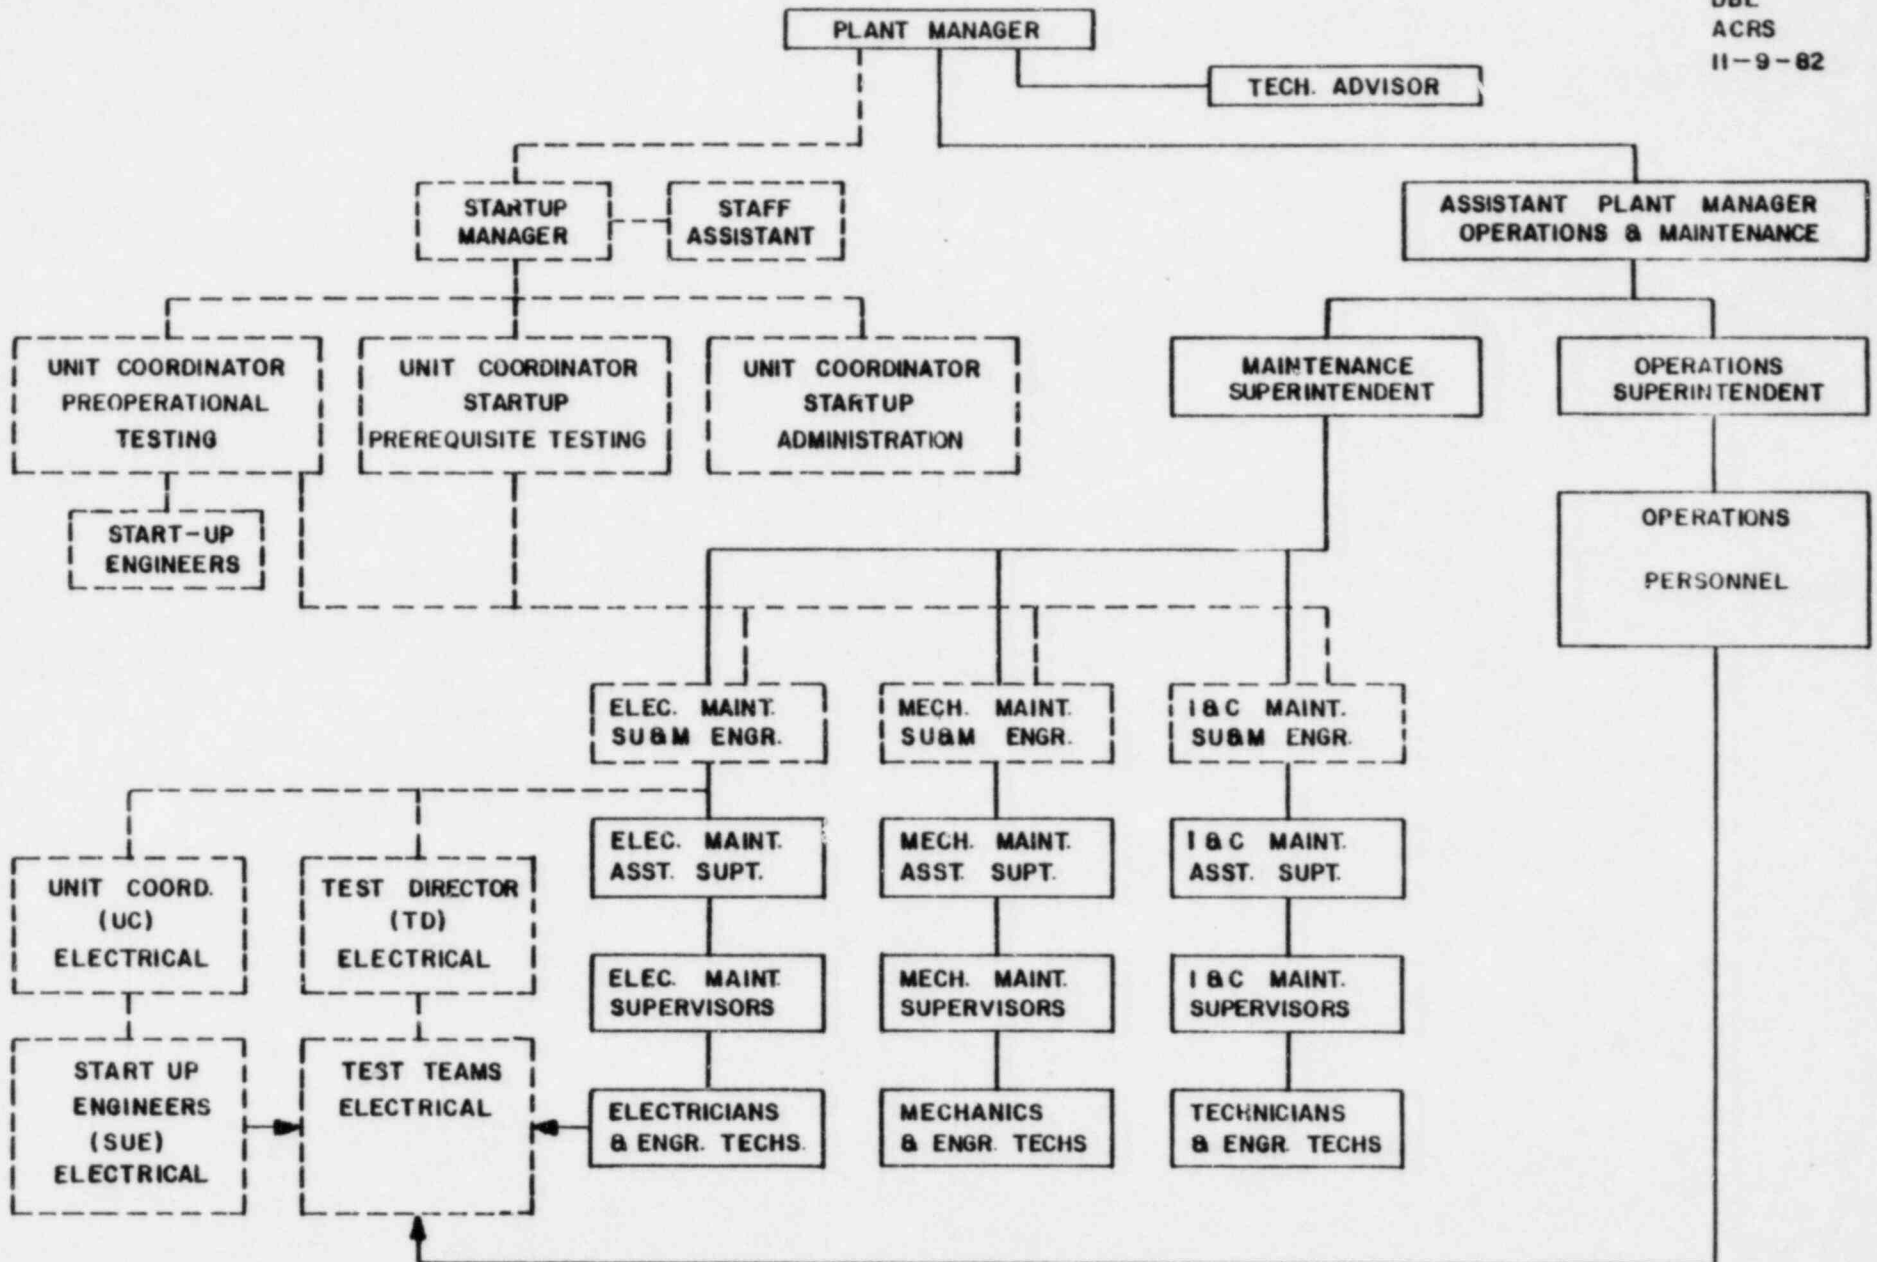 ACRS
11-9-82
PLANT MANAGER
TECH. ADVISOR
STARTUP
MANAGER
STAFF
ASSISTANT
ASSISTANT PLANT MANAGER
OPERATIONS & MAINTENANCE
UNIT COORDINATOR
PREOPERATIONAL
TESTING
UNIT COORDINATOR
STARTUP
PREREQUISITE TESTING
UNIT COORDINATOR
STARTUP
ADMINISTRATION
MAINTENANCE
SUPERINTENDENT
OPERATIONS
SUPERINTENDENT
START-UP
ENGINEERS
OPERATIONS
PERSONNEL
ELEC. MAINT.
SU&M ENGR.
MECH. MAINT.
SU&M ENGR.
I&C MAINT.
SU&M ENGR.
ELEC. MAINT.
ASST. SUPT.
MECH. MAINT.
ASST. SUPT.
I&C MAINT.
ASST. SUPT.
UNIT COORD.
(UC)
ELECTRICAL
TEST DIRECTOR
(TD)
ELECTRICAL
ELEC. MAINT.
SUPERVISORS
MECH. MAINT.
SUPERVISORS
I&C MAINT.
SUPERVISORS
START UP
ENGINEERS
(SUE)
ELECTRICAL
TEST TEAMS
ELECTRICAL
ELECTRICIANS
& ENGR. TECHS.
MECHANICS
& ENGR. TECHS
TECHNICIANS
& ENGR. TECHS